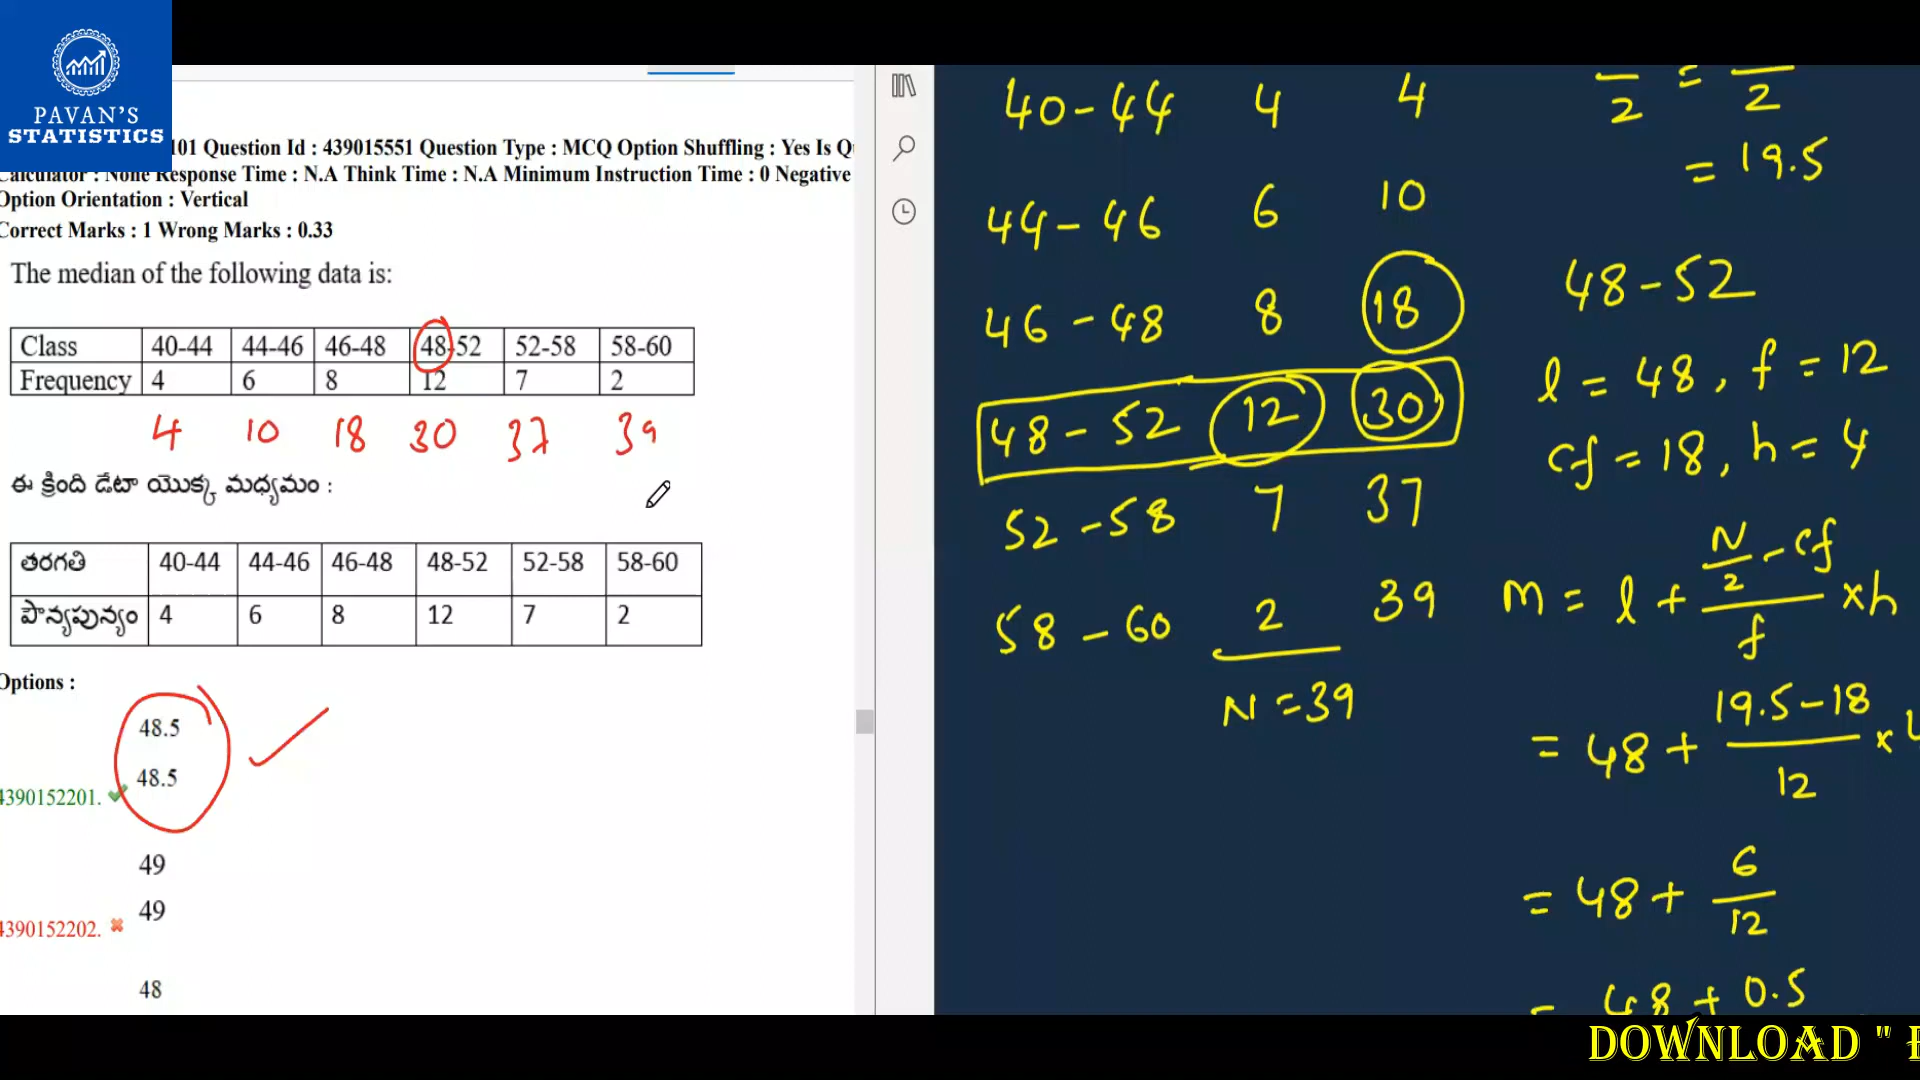 PAVAN'S
STATISTICS
101 Question Id : 439015551 Question Type : MCQ Option Shuffling : Yes Is Q
Calculator : None Response Time : N.A Think Time : N.A Minimum Instruction Time : 0 Negative
Option Orientation : Vertical
Correct Marks : 1 Wrong Marks : 0.33
The median of the following data is:
Class 40-44 44-46 46-48 48-52 52-58 58-60
Frequency 4 6 8 12 7 2
4 10 18 30 37 39
ఈ క్రింది డేటా యొక్క మధ్యమం :
తరగతి 40-44 44-46 46-48 48-52 52-58 58-60
పౌన్యపున్యం 4 6 8 12 7 2
Options :
48.5
48.5
4390152201.
49
49
4390152202.
48
40-44 4 4
44-46 6 10
46-48 8 18
48-52 12 30
52-58 7 37
58-60 2 39
N=39
2 = 2
= 19.5
48-52
l = 48, f = 12
cf = 18, h = 4
m = l + N/2 - cf / f ×h
= 48 + 19.5-18 / 12 × 4
= 48 + 6/12
= 48 + 0.5
DOWNLOAD "